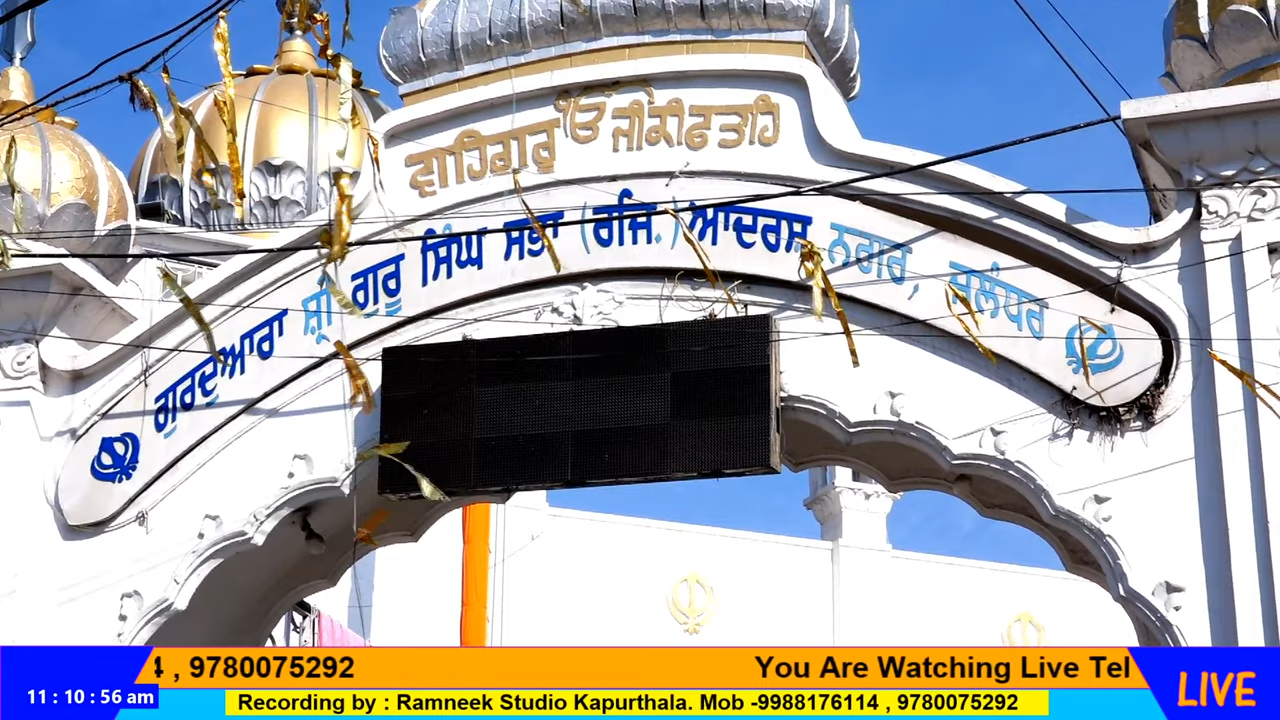 ਵਾਹਿਗੁਰੂ ੴ ਜੀਕੀਫਤਹਿ
ਗੁਰਦੁਆਰਾ ਸ਼੍ਰੀ ਗੁਰੂ ਸਿੰਘ ਸਭਾ (ਰਜਿ.) ਆਦਰਸ਼ ਨਗਰ, ਜਲੰਧਰ
4 , 9780075292 You Are Watching Live Tel
11 : 10 : 56 am
Recording by : Ramneek Studio Kapurthala. Mob -9988176114 , 9780075292
LIVE